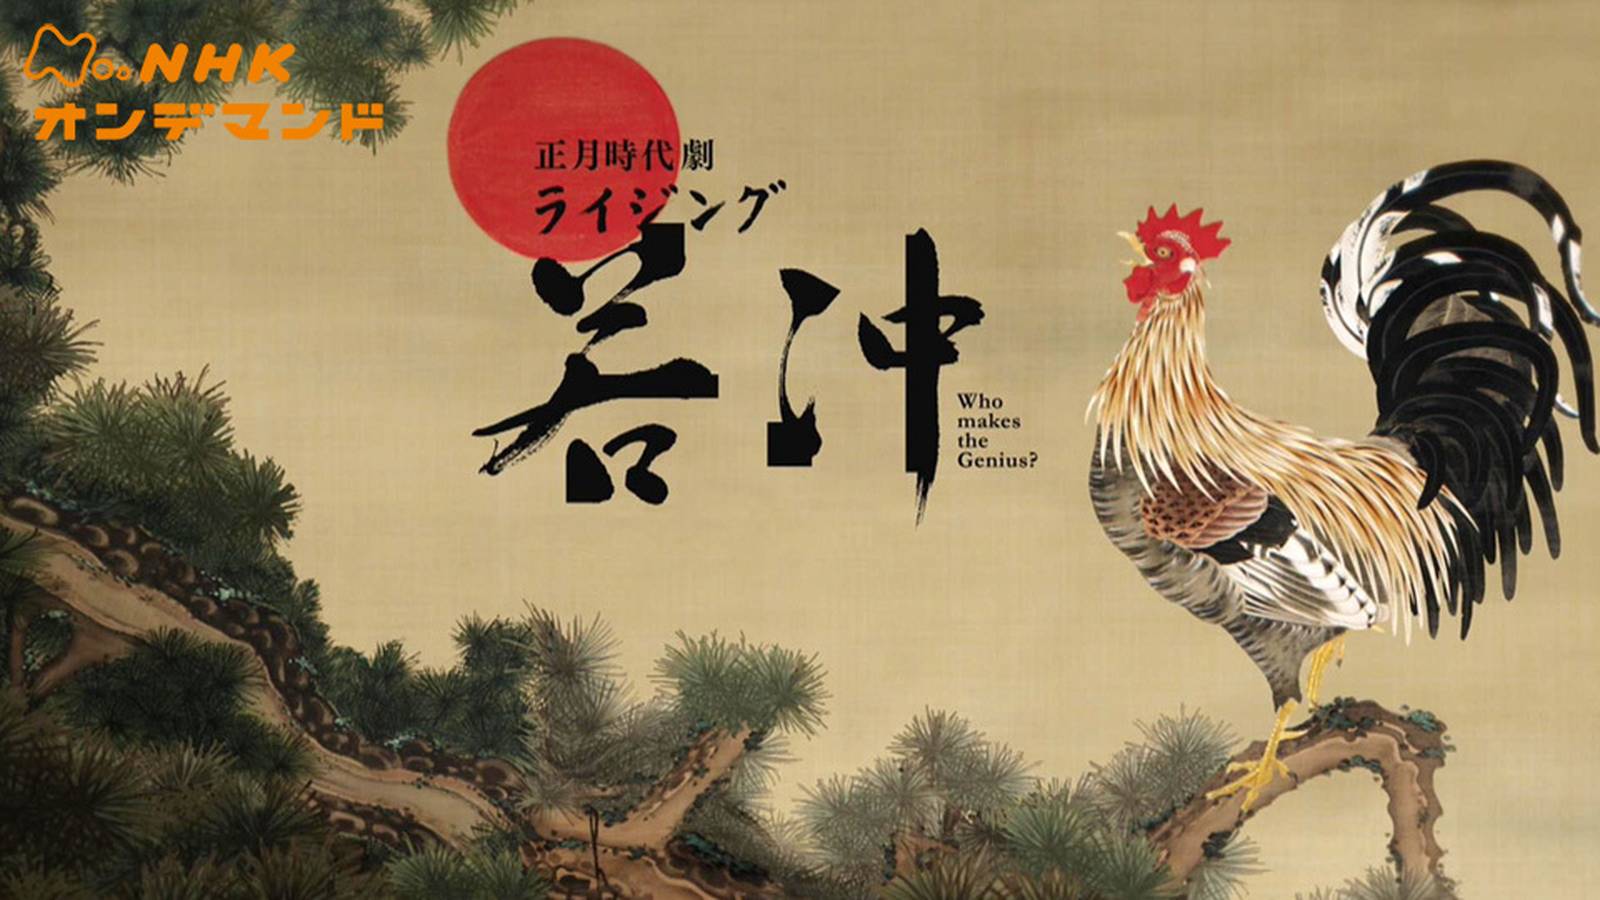 NHK
オンデマンド
正月時代劇
ライジング
若冲
Who
makes
the
Genius?